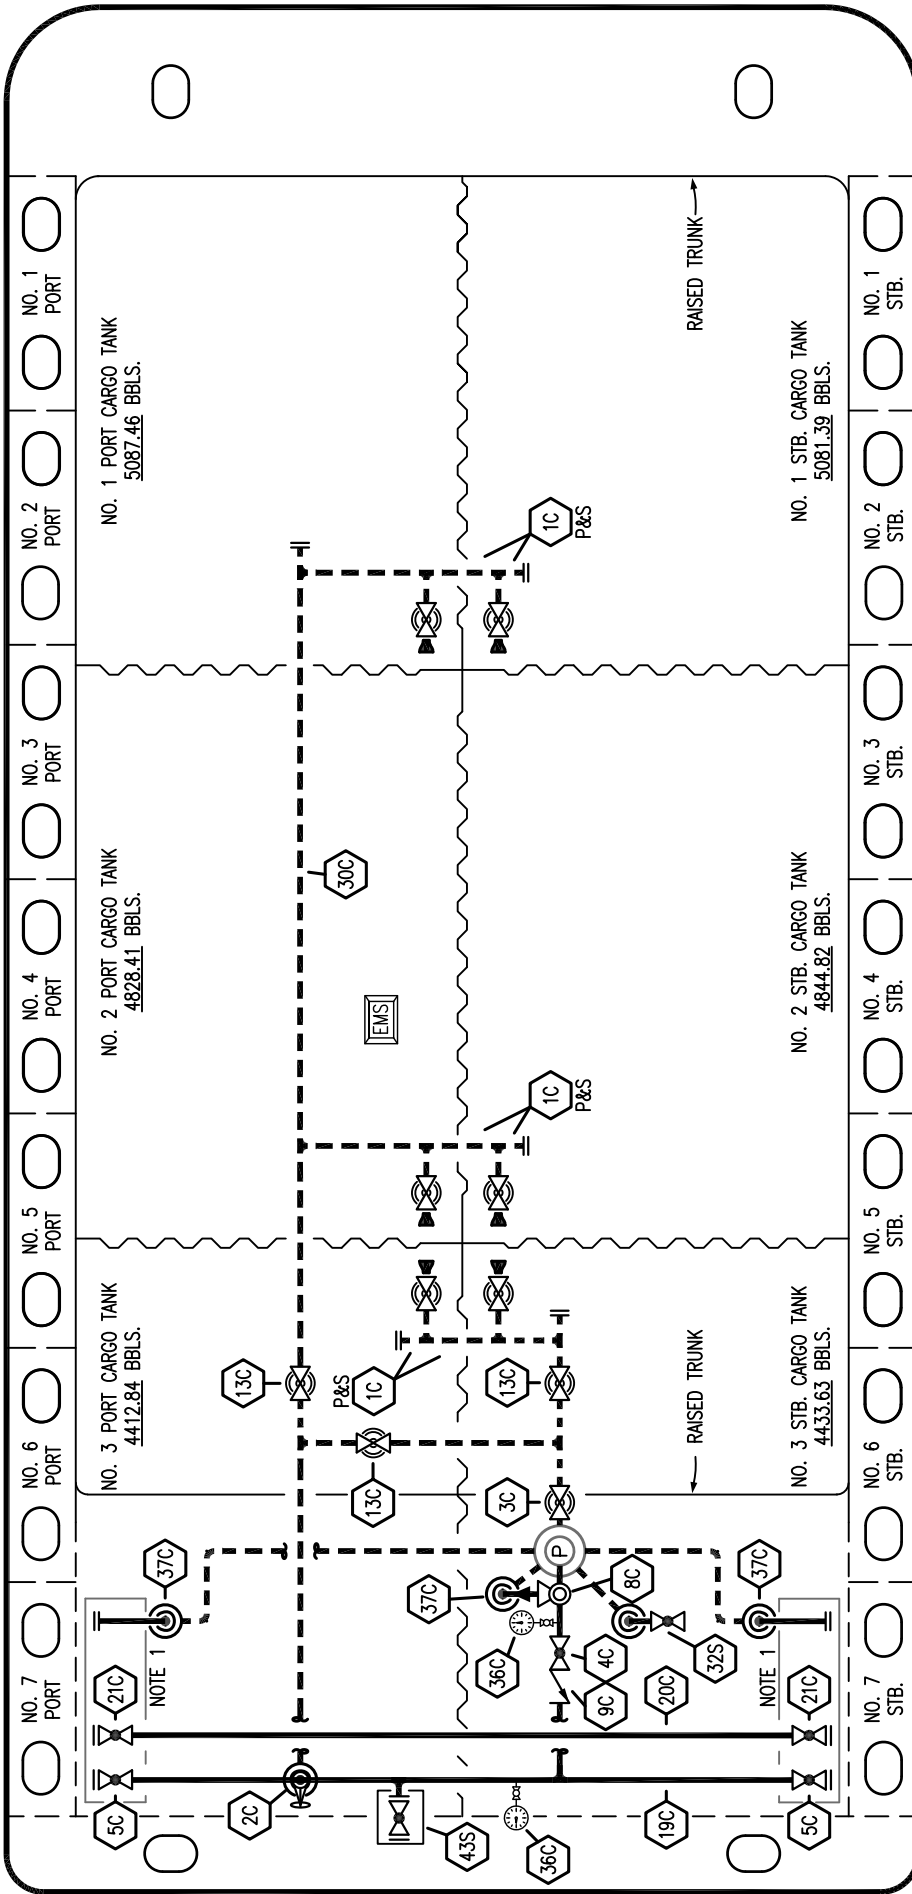 NO. 1
PORT
NO. 2
PORT
NO. 3
PORT
NO. 4
PORT
NO. 5
PORT
NO. 6
PORT
NO. 7
PORT
NO. 1 PORT CARGO TANK
5087.46 BBLS.
NO. 2 PORT CARGO TANK
4828.41 BBLS.
NO. 3 PORT CARGO TANK
4412.84 BBLS.
RAISED TRUNK
1C
P&S
30C
EMS
1C
P&S
13C
P&S
1C
13C
13C
3C
RAISED TRUNK
37C
37C
P
8C
37C
21C
NOTE 1
36C
4C
9C
20C
32S
NOTE 1
21C
5C
2C
43S
36C
19C
5C
NO. 1 STB. CARGO TANK
5081.39 BBLS.
NO. 2 STB. CARGO TANK
4844.82 BBLS.
NO. 3 STB. CARGO TANK
4433.63 BBLS.
NO. 1
STB.
NO. 2
STB.
NO. 3
STB.
NO. 4
STB.
NO. 5
STB.
NO. 6
STB.
NO. 7
STB.